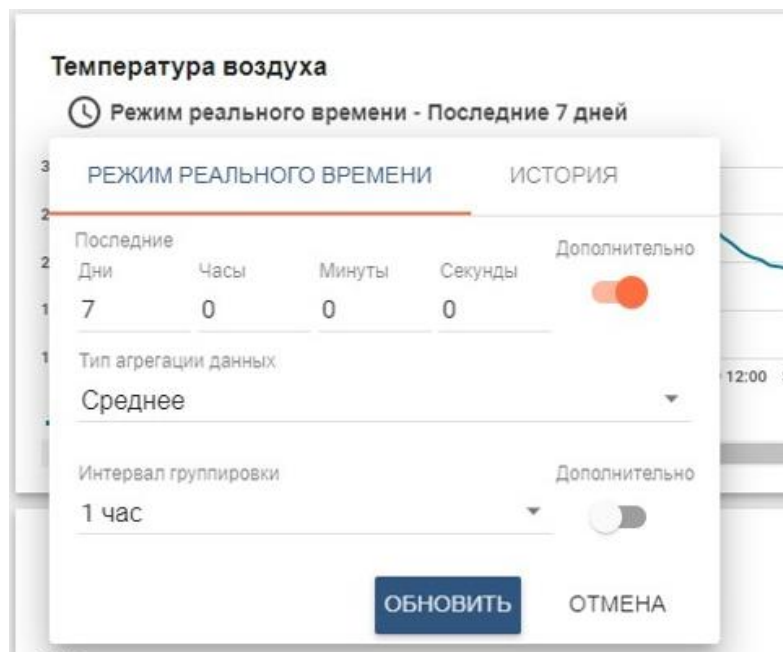 Температура воздуха
Режим реального времени - Последние 7 дней
РЕЖИМ РЕАЛЬНОГО ВРЕМЕНИ ИСТОРИЯ
Последние
Дополнительно
Дни Часы Минуты Секунды
7 0 0 0
Тип агрегации данных
12:00
Среднее
Интервал группировки Дополнительно
1 час
ОБНОВИТЬ ОТМЕНА